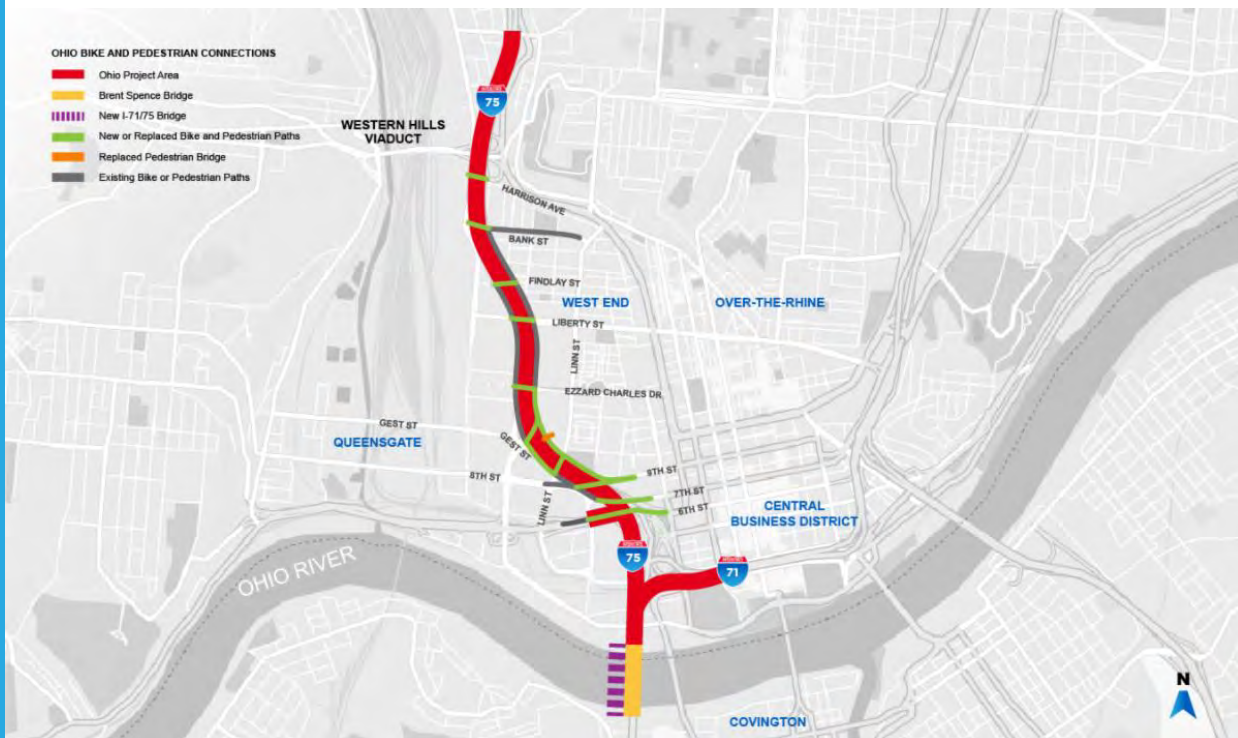 OHIO BIKE AND PEDESTRIAN CONNECTIONS
Ohio Project Area
Brent Spence Bridge
New I-71/75 Bridge
New or Replaced Bike and Pedestrian Paths
Replaced Pedestrian Bridge
Existing Bike or Pedestrian Paths
75
WESTERN HILLS
VIADUCT
HARRISON AVE
BANK ST
FINDLAY ST
WEST END
OVER-THE-RHINE
LIBERTY ST
LINN ST
EZZARD CHARLES DR.
GEST ST
QUEENSGATE
GEST ST
8TH ST
9TH ST
LINN ST
7TH ST
6TH ST
CENTRAL
BUSINESS DISTRICT
75
71
OHIO RIVER
N
COVINGTON